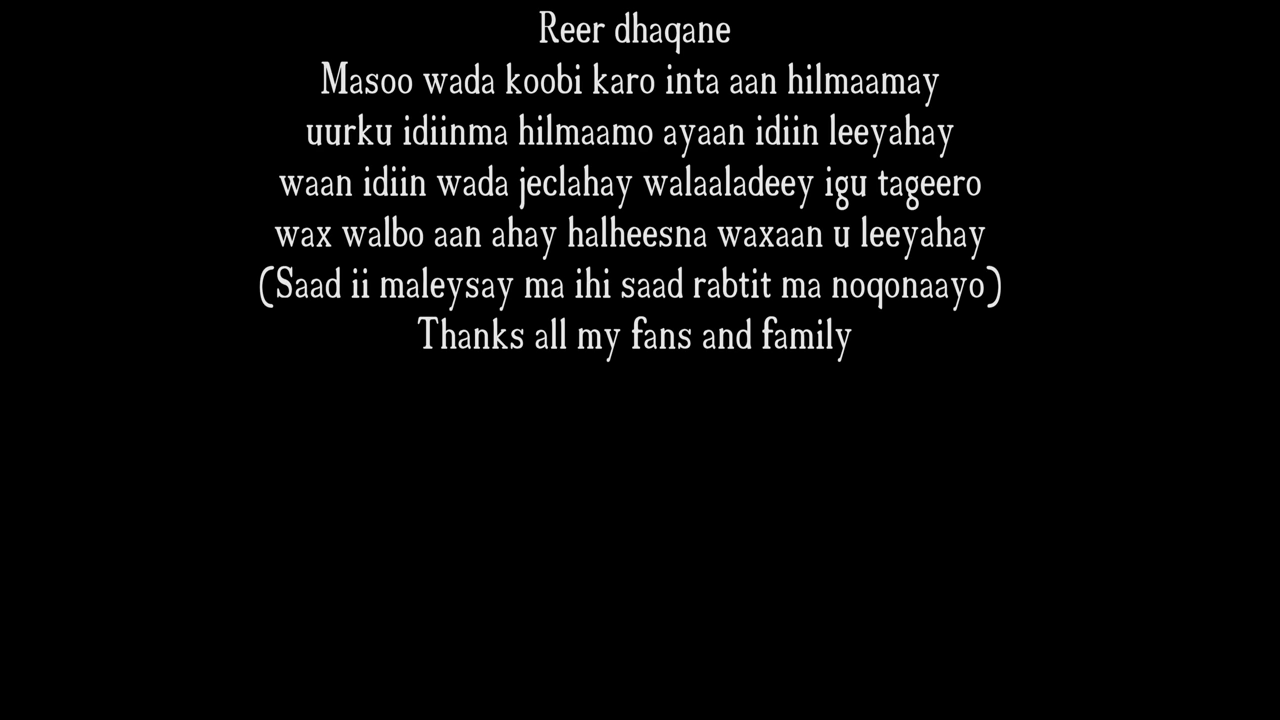 Reer dhaqane
Masoo wada koobi karo inta aan hilmaamay
uurku idiinma hilmaamo ayaan idiin leeyahay
waan idiin wada jeclahay walaaladeey igu tageero
wax walbo aan ahay halheesna waxaan u leeyahay
(Saad ii maleysay ma ihi saad rabtit ma noqonaayo)
Thanks all my fans and family